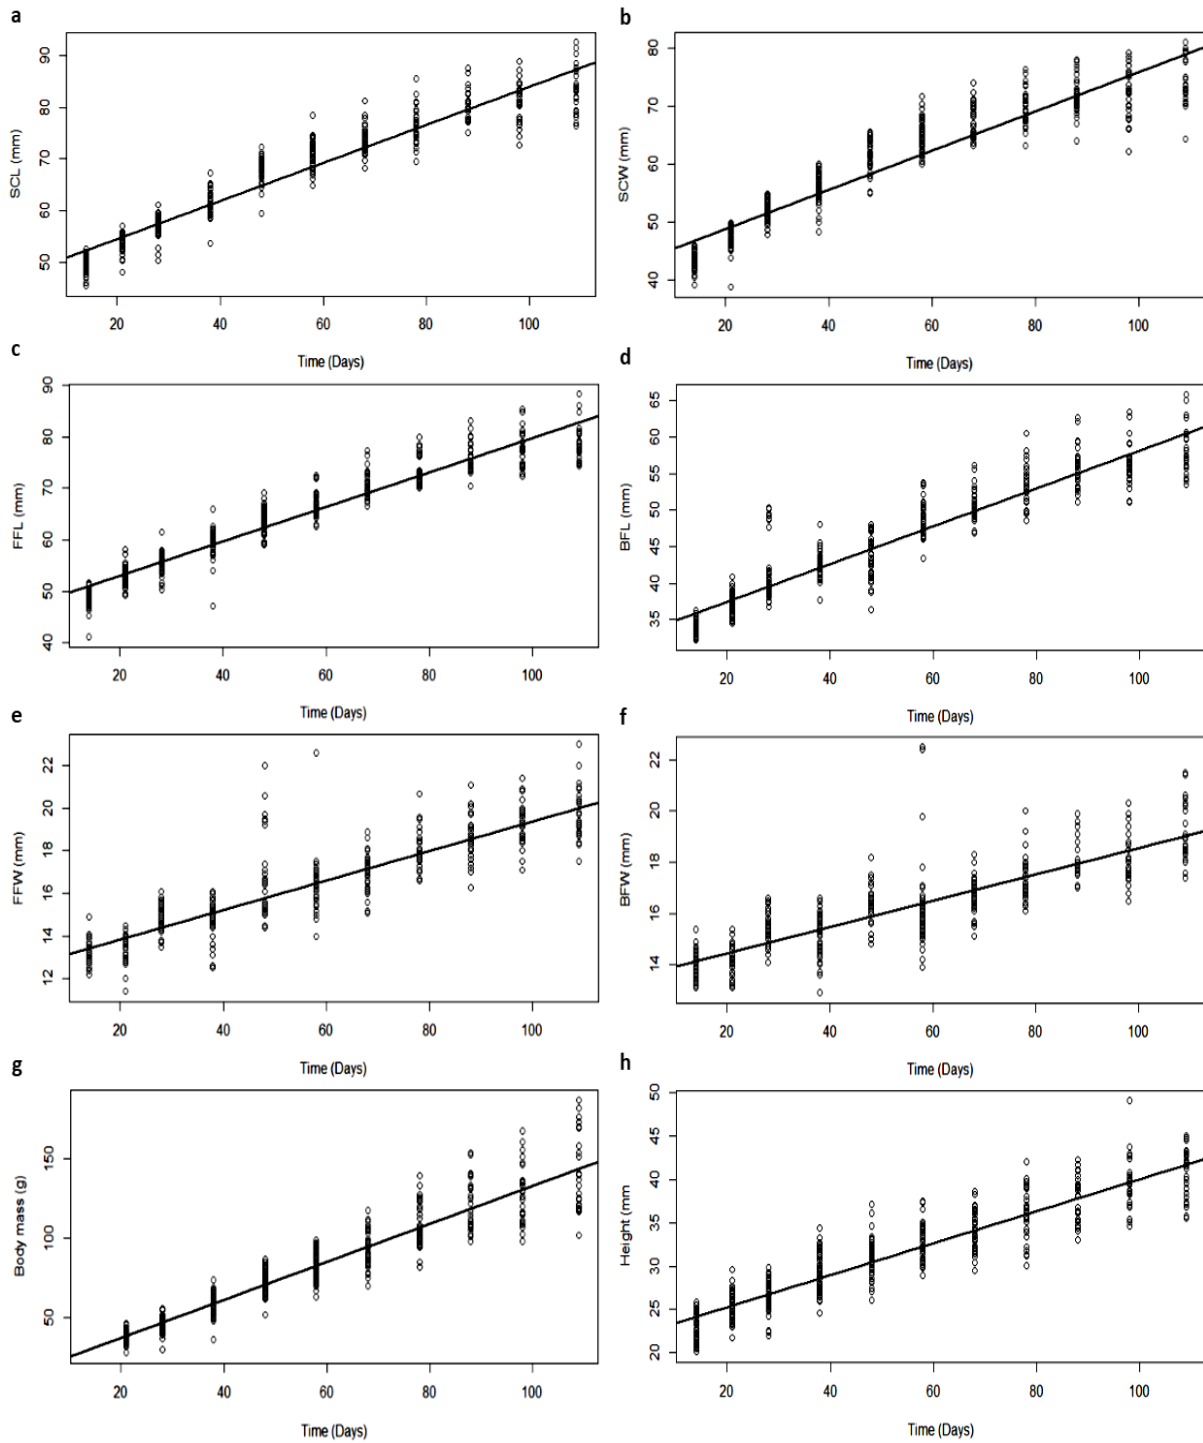 a
SCL (mm)
90
80
70
60
50
20 40 60 80 100
Time (Days)
b
SCW (mm)
80
70
60
50
40
20 40 60 80 100
Time (Days)
c
FFL (mm)
90
80
70
60
50
40
20 40 60 80 100
Time (Days)
d
BFL (mm)
65
60
55
50
45
40
35
20 40 60 80 100
Time (Days)
e
FFW (mm)
22
20
18
16
14
12
20 40 60 80 100
Time (Days)
f
BFW (mm)
22
20
18
16
14
20 40 60 80 100
Time (Days)
g
Body mass (g)
150
100
50
20 40 60 80 100
Time (Days)
h
Height (mm
50
45
40
35
30
25
20
20 40 60 80 100
Time (Days)